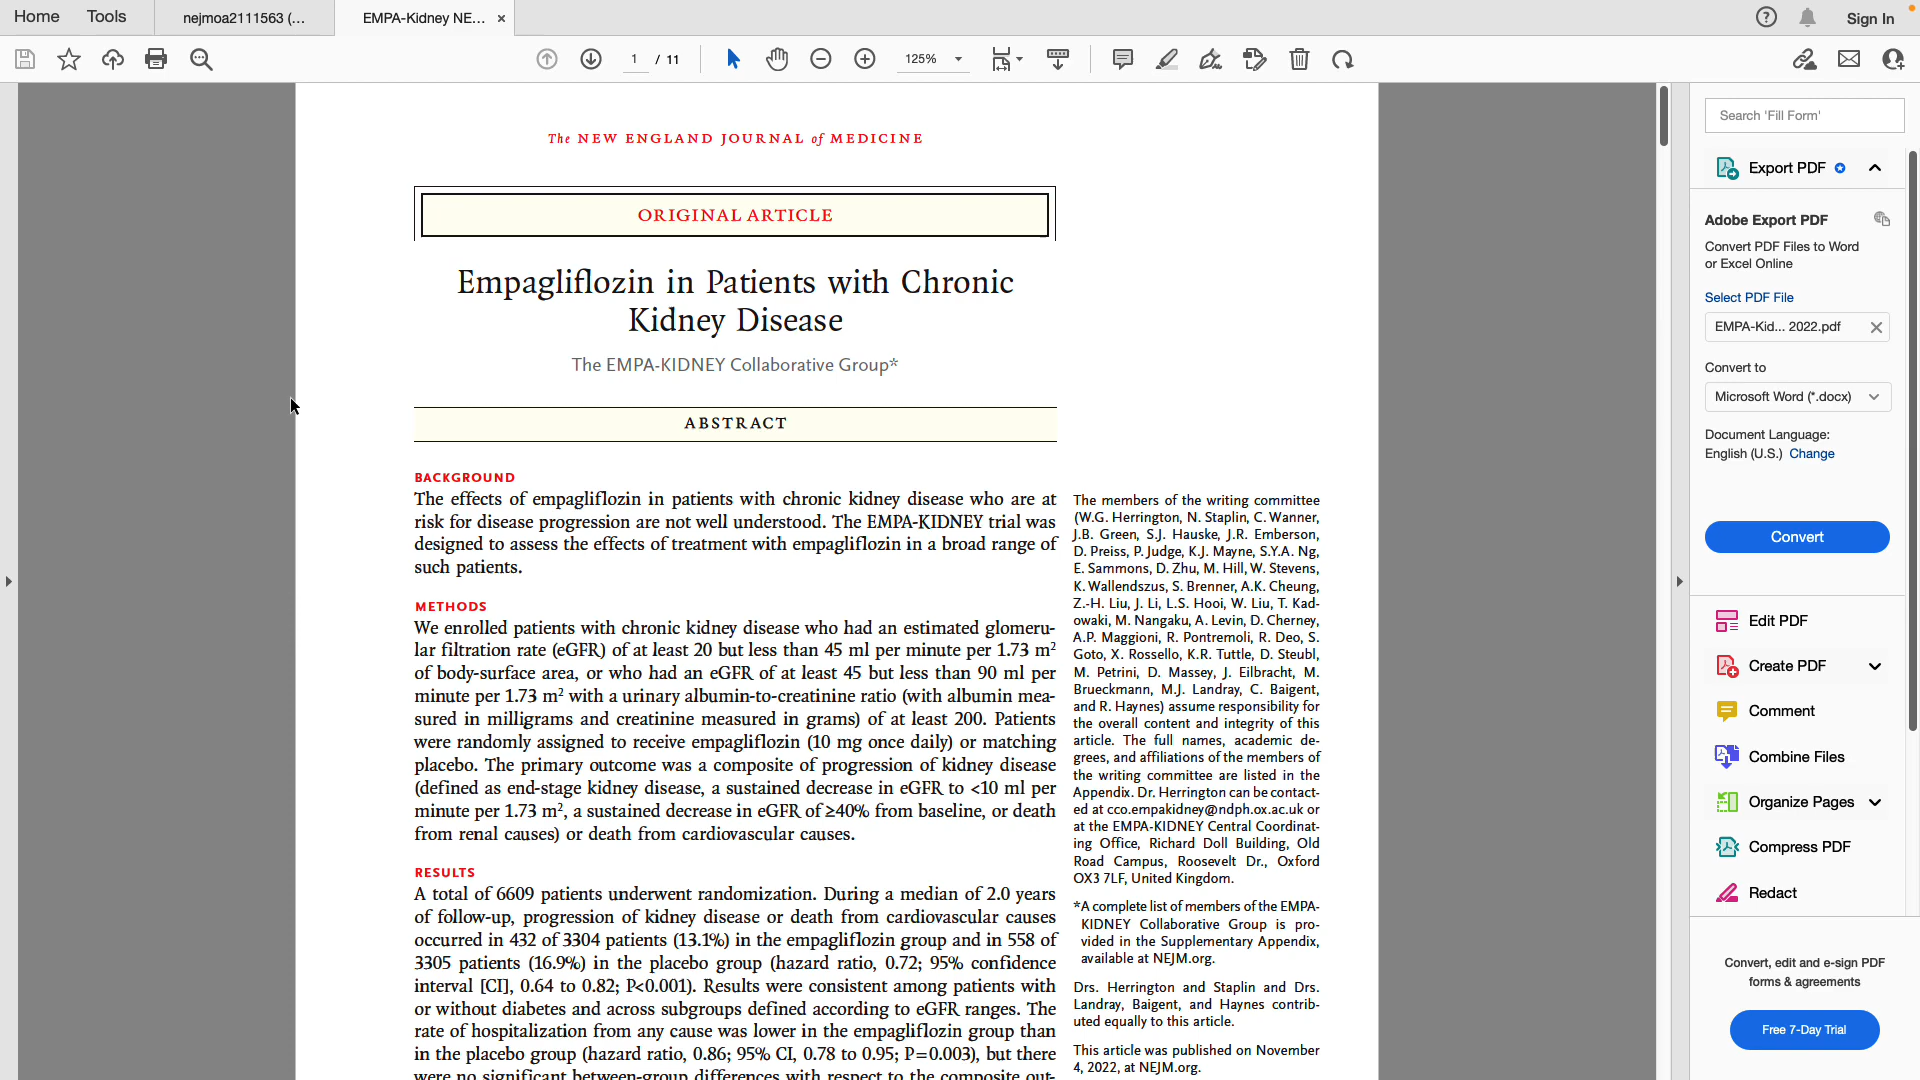 Home
Tools
nejmoa2111563 (...
EMPA-Kidney NE...
Sign In
1 / 11
125%
The NEW ENGLAND JOURNAL of MEDICINE
ORIGINAL ARTICLE
Empagliflozin in Patients with Chronic
Kidney Disease
The EMPA-KIDNEY Collaborative Group*
ABSTRACT
BACKGROUND
The effects of empagliflozin in patients with chronic kidney disease who are at
risk for disease progression are not well understood. The EMPA-KIDNEY trial was
designed to assess the effects of treatment with empagliflozin in a broad range of
such patients.
METHODS
We enrolled patients with chronic kidney disease who had an estimated glomeru-
lar filtration rate (eGFR) of at least 20 but less than 45 ml per minute per 1.73 m²
of body-surface area, or who had an eGFR of at least 45 but less than 90 ml per
minute per 1.73 m² with a urinary albumin-to-creatinine ratio (with albumin mea-
sured in milligrams and creatinine measured in grams) of at least 200. Patients
were randomly assigned to receive empagliflozin (10 mg once daily) or matching
placebo. The primary outcome was a composite of progression of kidney disease
(defined as end-stage kidney disease, a sustained decrease in eGFR to <10 ml per
minute per 1.73 m², a sustained decrease in eGFR of ≥40% from baseline, or death
from renal causes) or death from cardiovascular causes.
RESULTS
A total of 6609 patients underwent randomization. During a median of 2.0 years
of follow-up, progression of kidney disease or death from cardiovascular causes
occurred in 432 of 3304 patients (13.1%) in the empagliflozin group and in 558 of
3305 patients (16.9%) in the placebo group (hazard ratio, 0.72; 95% confidence
interval [CI], 0.64 to 0.82; P<0.001). Results were consistent among patients with
or without diabetes and across subgroups defined according to eGFR ranges. The
rate of hospitalization from any cause was lower in the empagliflozin group than
in the placebo group (hazard ratio, 0.86; 95% CI, 0.78 to 0.95; P=0.003), but there
were no significant between-group differences with respect to the composite out-
The members of the writing committee
(W.G. Herrington, N. Staplin, C. Wanner,
J.B. Green, S.J. Hauske, J.R. Emberson,
D. Preiss, P. Judge, K.J. Mayne, S.Y.A. Ng,
E. Sammons, D. Zhu, M. Hill, W. Stevens,
K. Wallendszus, S. Brenner, A.K. Cheung,
Z.-H. Liu, J. Li, L.S. Hooi, W. Liu, T. Kad-
owaki, M. Nangaku, A. Levin, D. Cherney,
A.P. Maggioni, R. Pontremoli, R. Deo, S.
Goto, X. Rossello, K.R. Tuttle, D. Steubl,
M. Petrini, D. Massey, J. Eilbracht, M.
Brueckmann, M.J. Landray, C. Baigent,
and R. Haynes) assume responsibility for
the overall content and integrity of this
article. The full names, academic de-
grees, and affiliations of the members of
the writing committee are listed in the
Appendix. Dr. Herrington can be contact-
ed at cco.empakidney@ndph.ox.ac.uk or
at the EMPA-KIDNEY Central Coordinat-
ing Office, Richard Doll Building, Old
Road Campus, Roosevelt Dr., Oxford
OX3 7LF, United Kingdom.
*A complete list of members of the EMPA-
KIDNEY Collaborative Group is pro-
vided in the Supplementary Appendix,
available at NEJM.org.
Drs. Herrington and Staplin and Drs.
Landray, Baigent, and Haynes contrib-
uted equally to this article.
This article was published on November
4, 2022, at NEJM.org.
Search 'Fill Form'
Export PDF
Adobe Export PDF
Convert PDF Files to Word
or Excel Online
Select PDF File
EMPA-Kid... 2022.pdf
Convert to
Microsoft Word (*.docx)
Document Language:
English (U.S.) Change
Convert
Edit PDF
Create PDF
Comment
Combine Files
Organize Pages
Compress PDF
Redact
Convert, edit and e-sign PDF
forms & agreements
Free 7-Day Trial